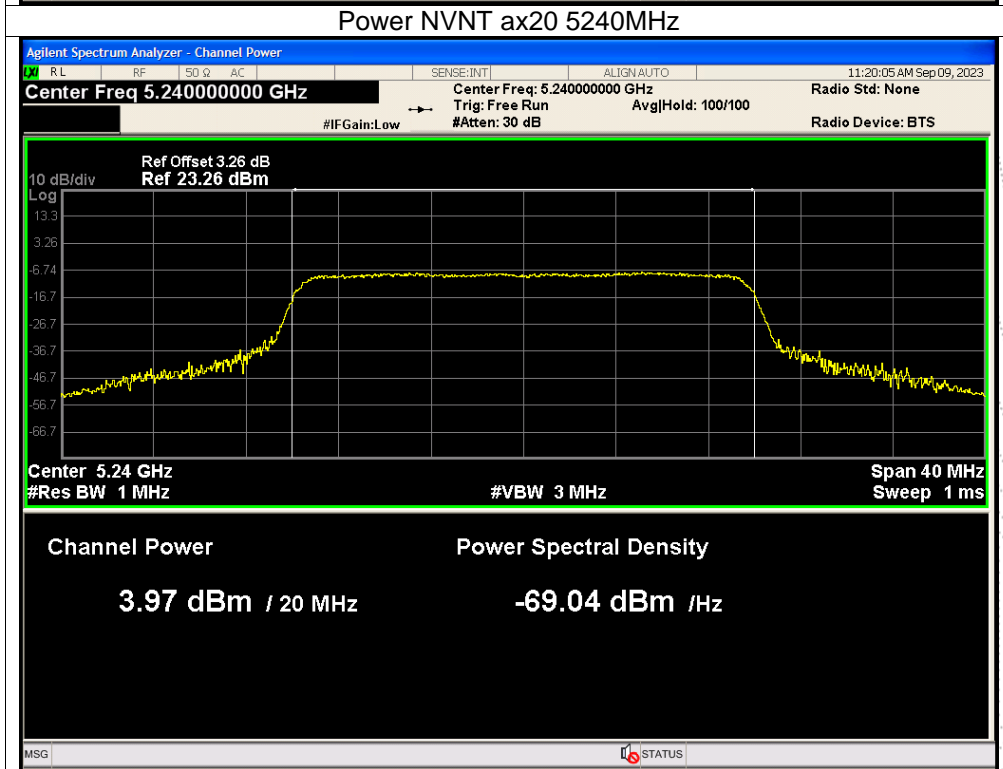 Power NVNT ax20 5240MHz
Agilent Spectrum Analyzer - Channel Power
LXI RL RF 50 Ω AC SENSE:INT ALIGN AUTO 11:20:05 AM Sep 09, 2023
Center Freq 5.240000000 GHz
Center Freq: 5.240000000 GHz
Radio Std: None
Trig: Free Run Avg|Hold: 100/100
#IFGain:Low
#Atten: 30 dB
Radio Device: BTS
Ref Offset 3.26 dB
10 dB/div Ref 23.26 dBm
Log
13.3
3.26
-6.74
-16.7
-26.7
-36.7
-46.7
-56.7
-66.7
Center 5.24 GHz Span 40 MHz
#Res BW 1 MHz #VBW 3 MHz Sweep 1 ms
Channel Power Power Spectral Density
3.97 dBm / 20 MHz -69.04 dBm /Hz
MSG STATUS